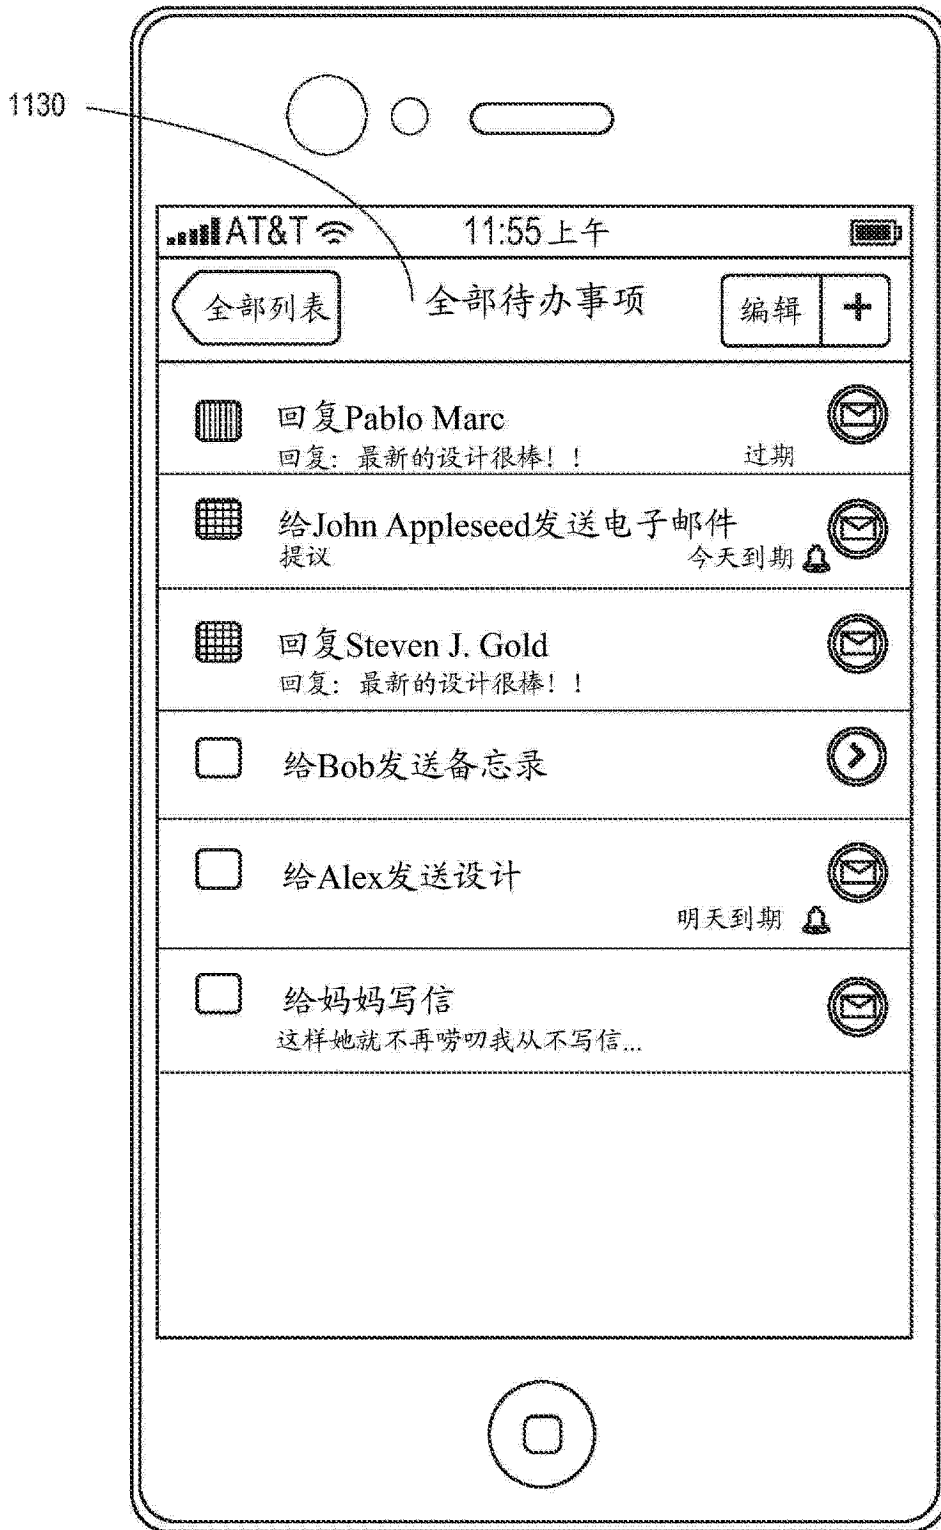 1130
AT&T 11:55上午
全部列表 全部待办事项 编辑 +
回复Pablo Marc
回复：最新的设计很棝！！ 过期
给John Appleseed发送电子邮件
提议 今天到期
回复Steven J. Gold
回复：最新的设计很棒！！
给Bob发送备忘录
给Alex发送设计
明天到期
给妈妈写信
这样她就不再唠叨我从不写信...